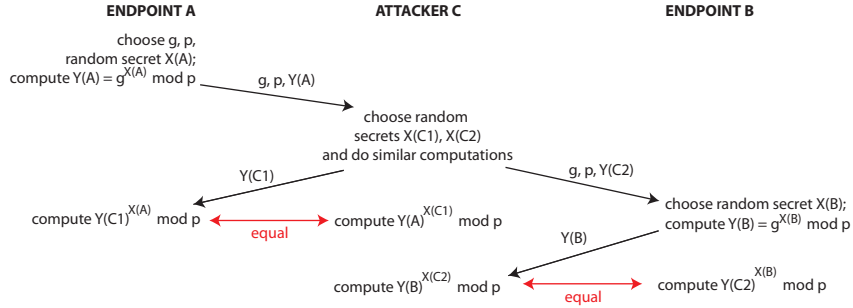 ENDPOINT A
ATTACKER C
ENDPOINT B
choose g, p,
random secret X(A);
compute Y(A) = g^X(A) mod p
g, p, Y(A)
choose random
secrets X(C1), X(C2)
and do similar computations
Y(C1)
g, p, Y(C2)
choose random secret X(B);
compute Y(B) = g^X(B) mod p
compute Y(C1)^X(A) mod p
equal
compute Y(A)^X(C1) mod p
Y(B)
compute Y(B)^X(C2) mod p
equal
compute Y(C2)^X(B) mod p